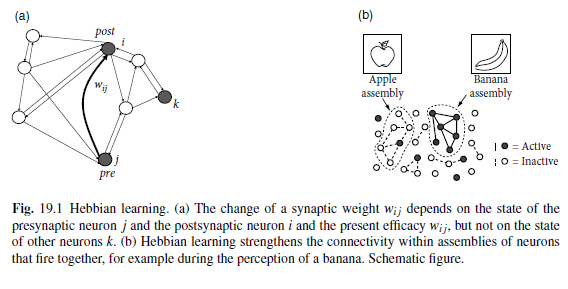 (a)
post
i
w_ij
k
j
pre
(b)
Apple
assembly
Banana
assembly
= Active
= Inactive
Fig. 19.1 Hebbian learning. (a) The change of a synaptic weight w_ij depends on the state of the
presynaptic neuron j and the postsynaptic neuron i and the present efficacy w_ij, but not on the state
of other neurons k. (b) Hebbian learning strengthens the connectivity within assemblies of neurons
that fire together, for example during the perception of a banana. Schematic figure.